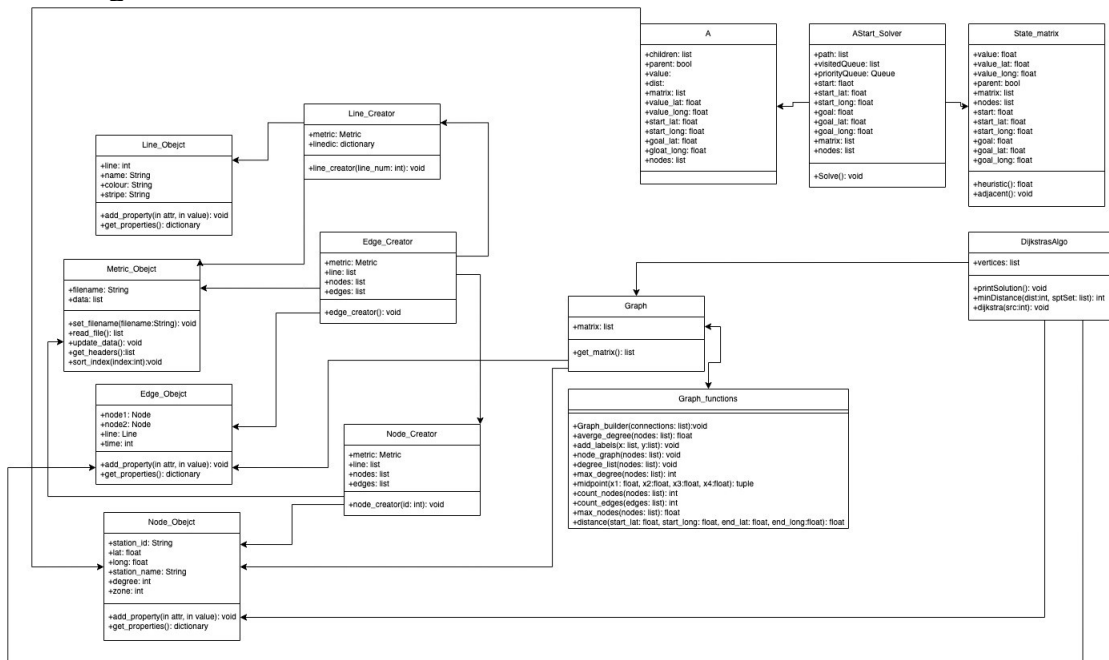 A
+children: list
+parent: bool
+value:
+dist:
+matrix: list
+value_lat: float
+value_long: float
+start_lat: float
+start_long: float
+goal_lat: float
+gloat_long: float
+nodes: list
AStart_Solver
+path: list
+visitedQueue: list
+priorityQueue: Queue
+start: flaot
+start_lat: float
+start_long: float
+goal: float
+goal_lat: float
+goal_long: float
+matrix: list
+nodes: list
+Solve(): void
State_matrix
+value: float
+value_lat: float
+value_long: float
+parent: bool
+matrix: list
+nodes: list
+start: float
+start_lat: float
+start_long: float
+goal: float
+goal_lat: float
+goal_long: float
+heuristic(): float
+adjacent(): void
Line_Creator
+metric: Metric
+linedic: dictionary
+line_creator(line_num: int): void
Line_Obejct
+line: int
+name: String
+colour: String
+stripe: String
+add_property(in attr, in value): void
+get_properties(): dictionary
Edge_Creator
+metric: Metric
+line: list
+nodes: list
+edges: list
+edge_creator(): void
Metric_Obejct
+filename: String
+data: list
+set_filename(filename:String): void
+read_file(): list
+update_data(): void
+get_headers():list
+sort_index(index:int):void
DijkstrasAlgo
+vertices: list
+printSolution(): void
+minDistance(dist:int, sptSet: list): int
+dijkstra(src:int): void
Graph
+matrix: list
+get_matrix(): list
Edge_Obejct
+node1: Node
+node2: Node
+line: Line
+time: int
+add_property(in attr, in value): void
+get_properties(): dictionary
Graph_functions
+Graph_builder(connections: list):void
+averge_degree(nodes: list): float
+add_labels(x: list, y:list): void
+node_graph(nodes: list): void
+degree_list(nodes: list): void
+max_degree(nodes: list): int
+midpoint(x1: float, x2:float, x3:float, x4:float): tuple
+count_nodes(nodes: list): int
+count_edges(edges: list): int
+max_nodes(nodes: list): float
+distance(start_lat: float, start_long: float, end_lat: float, end_long:float): float
Node_Creator
+metric: Metric
+line: list
+nodes: list
+edges: list
+node_creator(id: int): void
Node_Obejct
+station_id: String
+lat: float
+long: float
+station_name: String
+degree: int
+zone: int
+add_property(in attr, in value): void
+get_properties(): dictionary